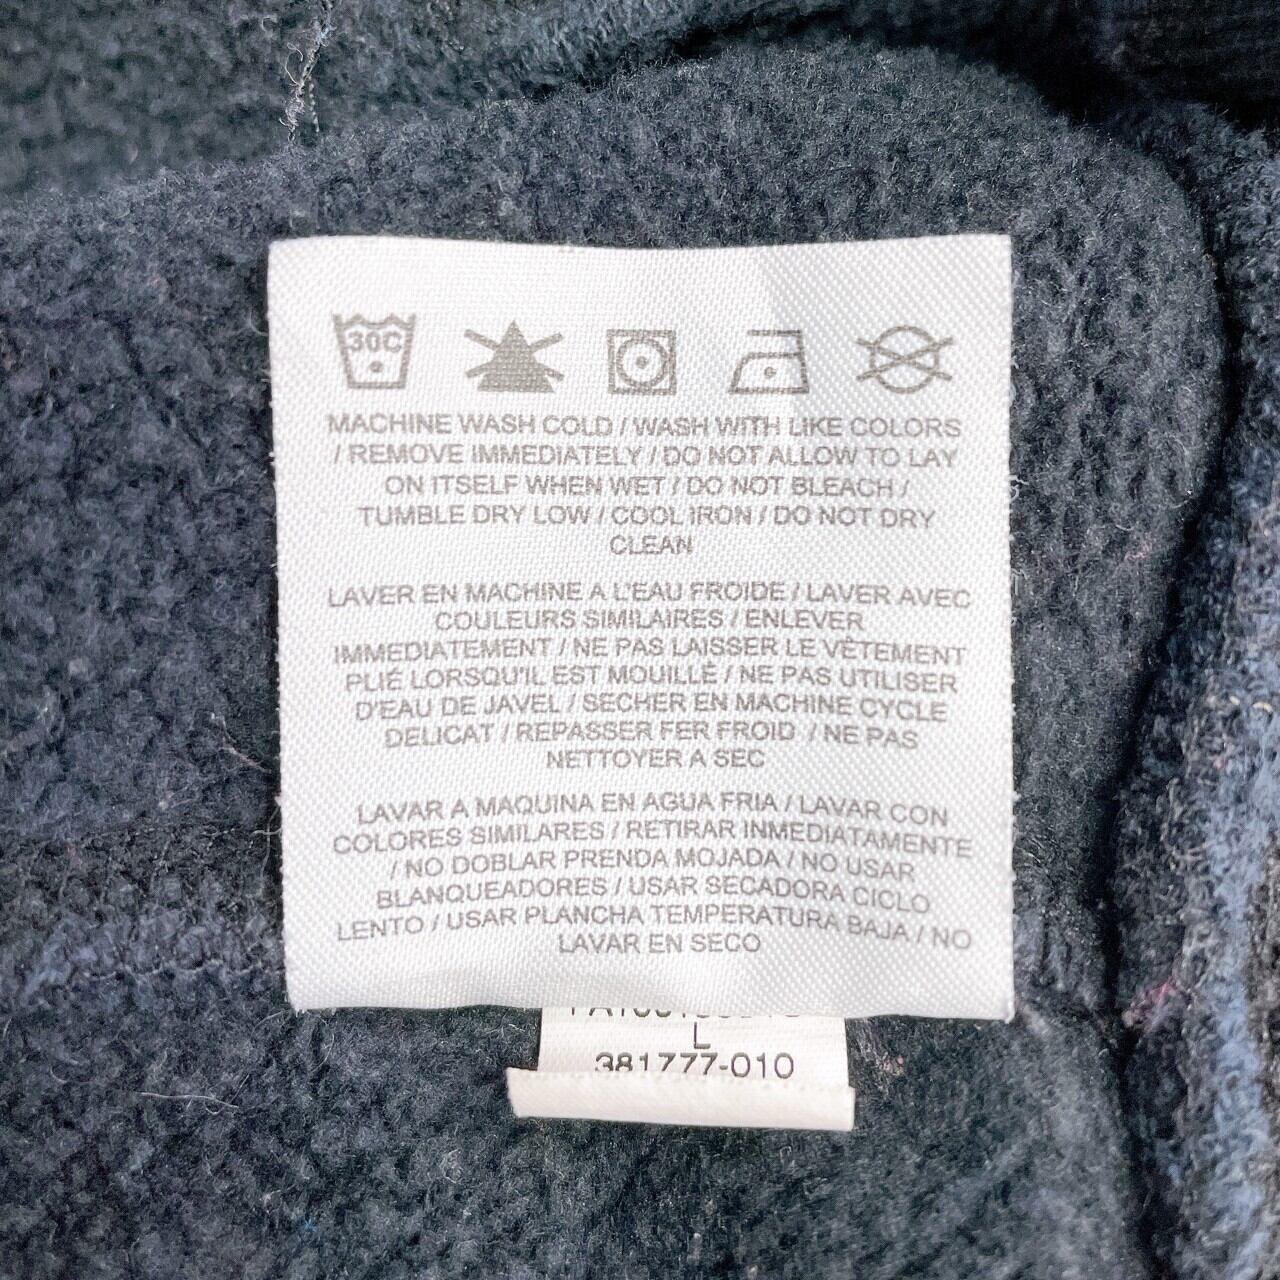 30C
MACHINE WASH COLD / WASH WITH LIKE COLORS
/ REMOVE IMMEDIATELY / DO NOT ALLOW TO LAY
ON ITSELF WHEN WET / DO NOT BLEACH /
TUMBLE DRY LOW / COOL IRON / DO NOT DRY
CLEAN
LAVER EN MACHINE A L'EAU FROIDE / LAVER AVEC
COULEURS SIMILAIRES / ENLEVER
IMMEDIATEMENT / NE PAS LAISSER LE VÊTEMENT
PLIÉ LORSQU'IL EST MOUILLÉ / NE PAS UTILISER
D'EAU DE JAVEL / SECHER EN MACHINE CYCLE
DELICAT / REPASSER FER FROID / NE PAS
NETTOYER A SEC
LAVAR A MAQUINA EN AGUA FRIA / LAVAR CON
COLORES SIMILARES / RETIRAR INMEDIATAMENTE
/ NO DOBLAR PRENDA MOJADA / NO USAR
BLANQUEADORES / USAR SECADORA CICLO
LENTO / USAR PLANCHA TEMPERATURA BAJA / NO
LAVAR EN SECO
L
381777-010